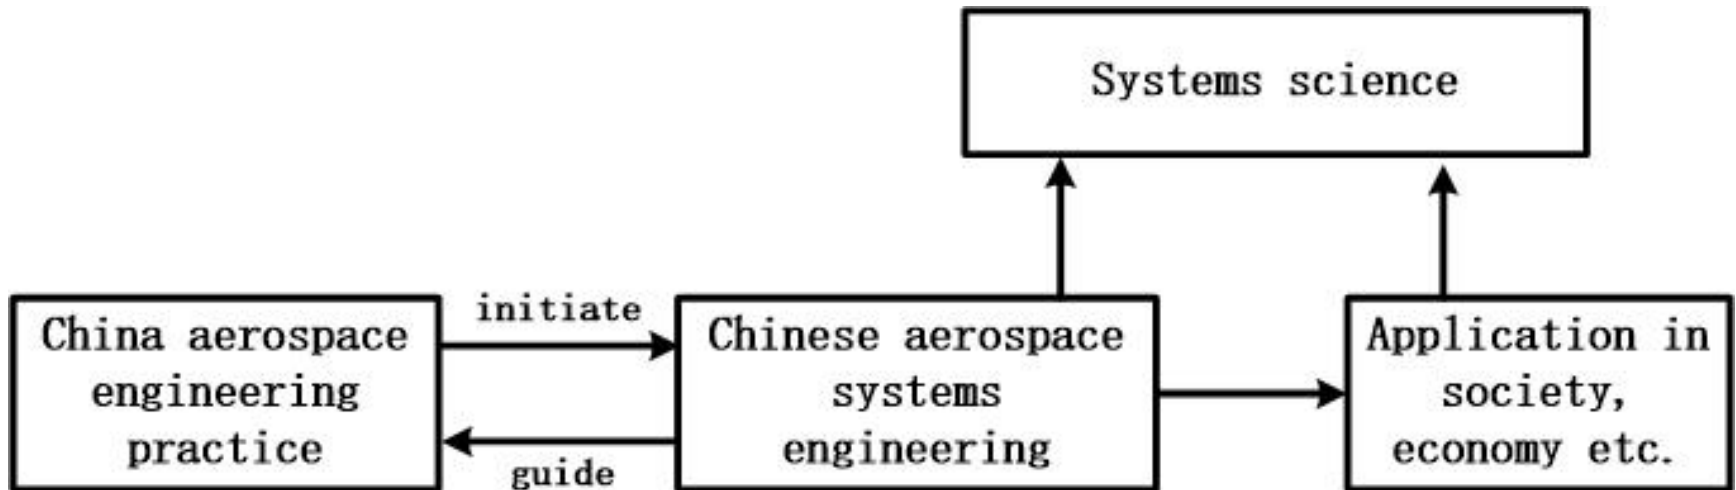 Systems science
China aerospace
engineering
practice
initiate
guide
Chinese aerospace
systems
engineering
Application in
society,
economy etc.